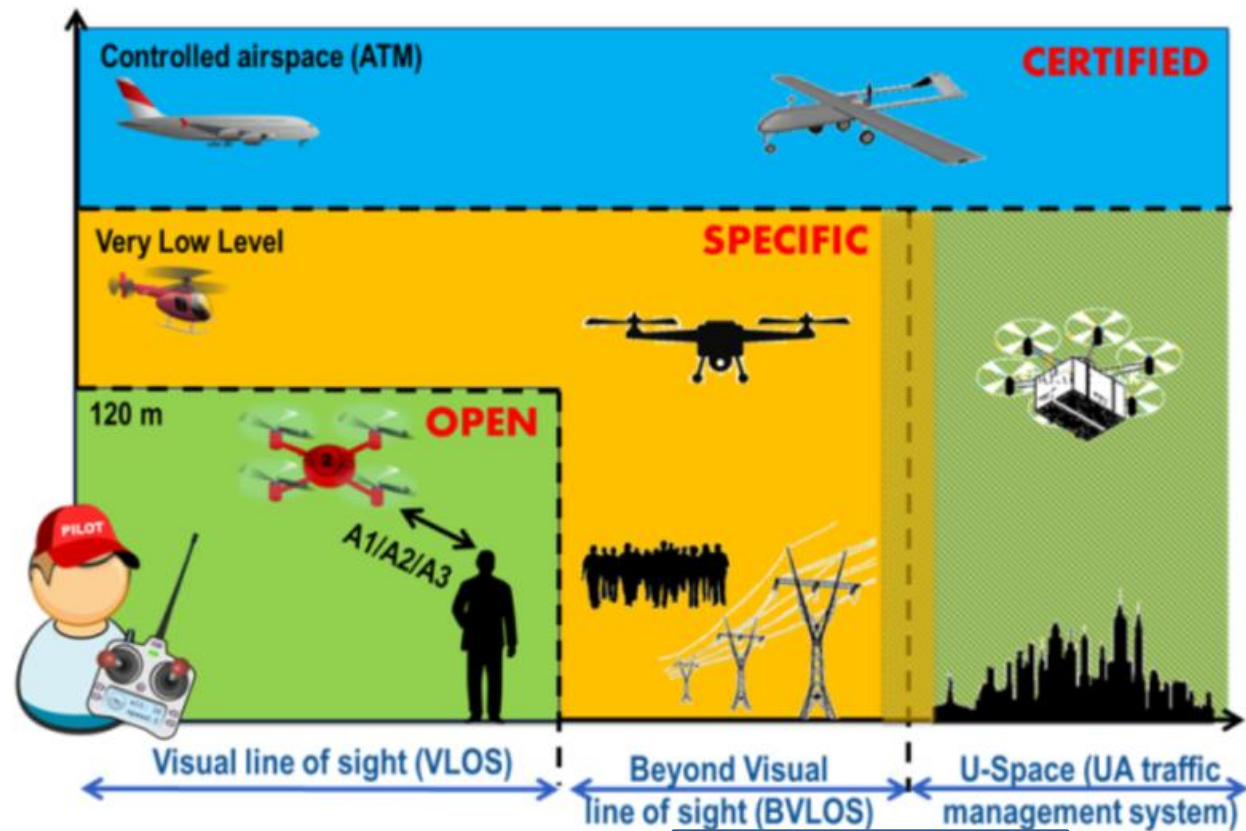 Controlled airspace (ATM)
CERTIFIED
Very Low Level
SPECIFIC
120 m
OPEN
A1/A2/A3
PILOT
Visual line of sight (VLOS)
Beyond Visual
line of sight (BVLOS)
U-Space (UA traffic
management system)